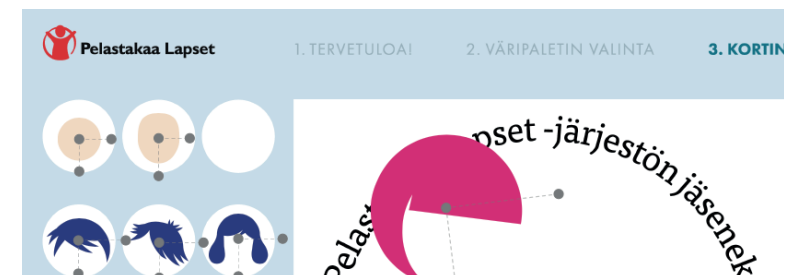 Pelastakaa Lapset
1. TERVETULOA!
2. VÄRIPALETIN VALINTA
3. KORTIN
Pelast
pset -järjestön jäsenek